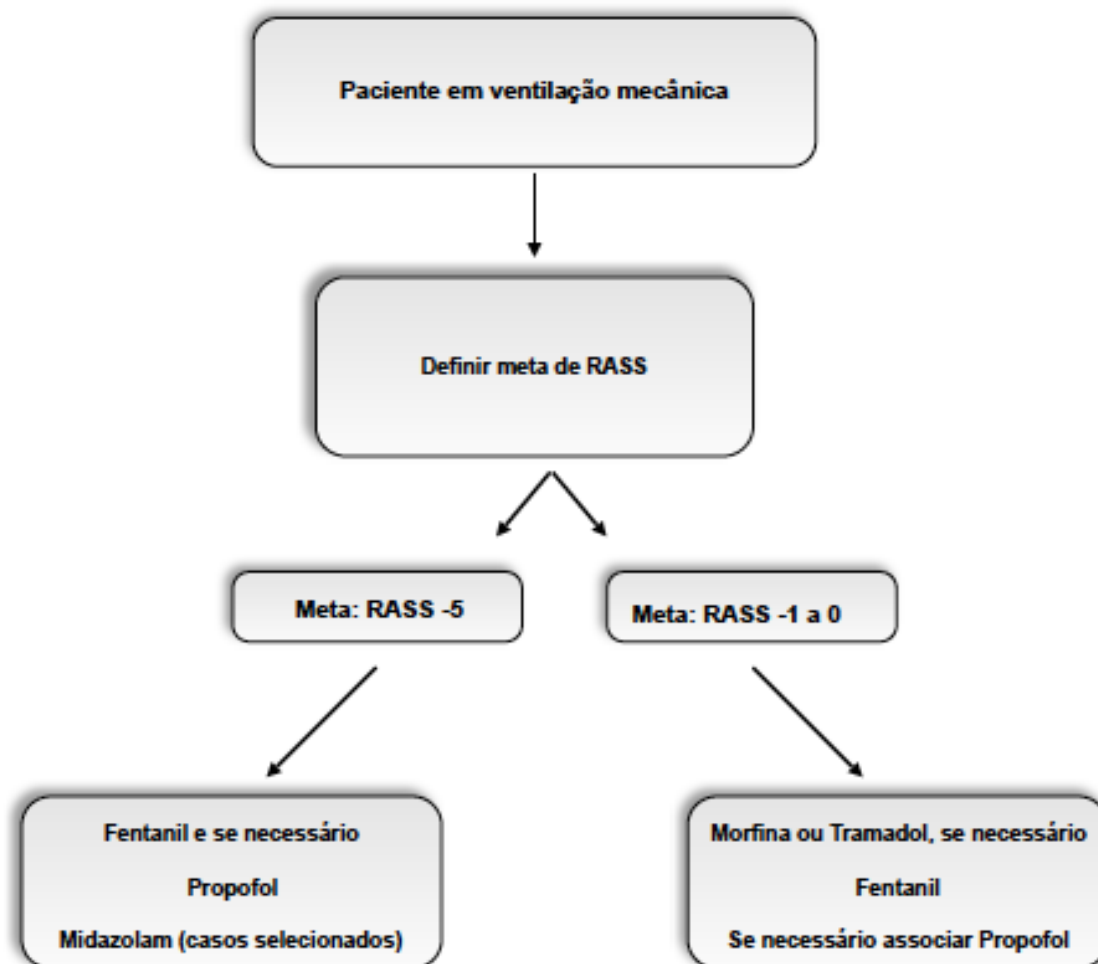 Paciente em ventilação mecânica
Definir meta de RASS
Meta: RASS -5
Meta: RASS -1 a 0
Fentanil e se necessário
Propofol
Midazolam (casos selecionados)
Morfina ou Tramadol, se necessário
Fentanil
Se necessário associar Propofol